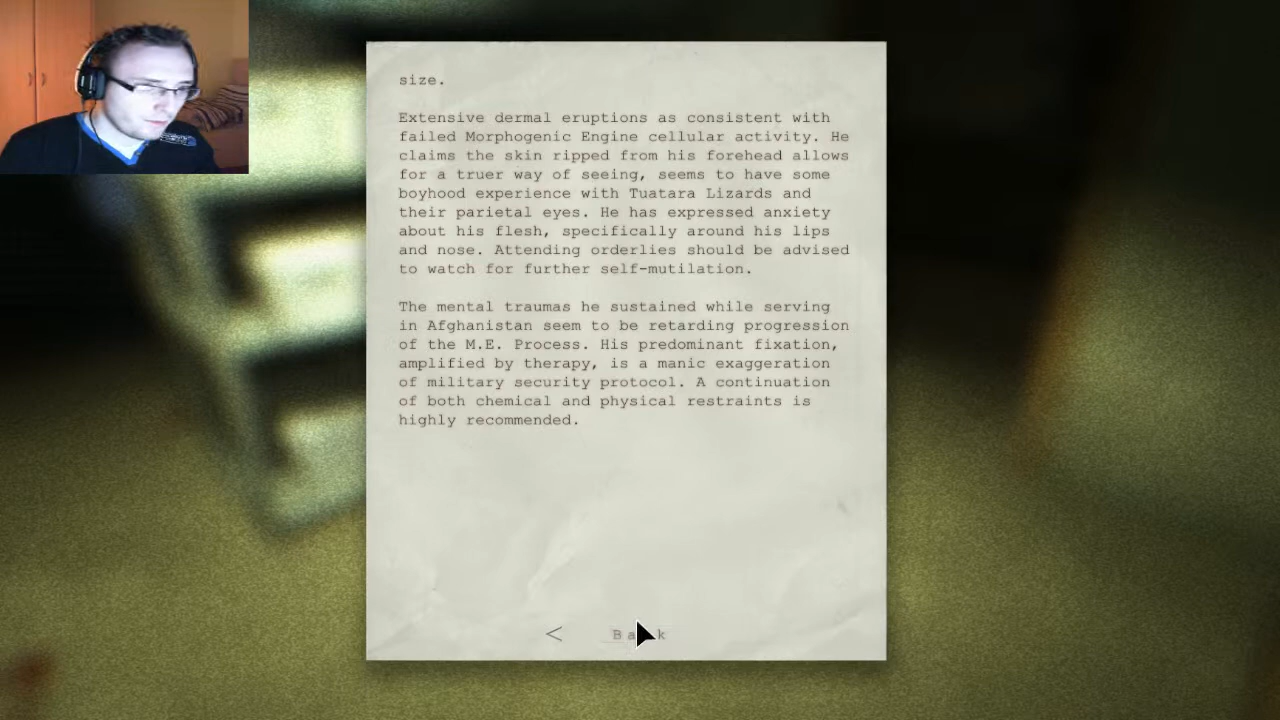 size.
Extensive dermal eruptions as consistent with
failed Morphogenic Engine cellular activity. He
claims the skin ripped from his forehead allows
for a truer way of seeing, seems to have some
boyhood experience with Tuatara Lizards and
their parietal eyes. He has expressed anxiety
about his flesh, specifically around his lips
and nose. Attending orderlies should be advised
to watch for further self-mutilation.
The mental traumas he sustained while serving
in Afghanistan seem to be retarding progression
of the M.E. Process. His predominant fixation,
amplified by therapy, is a manic exaggeration
of military security protocol. A continuation
of both chemical and physical restraints is
highly recommended.
< Back